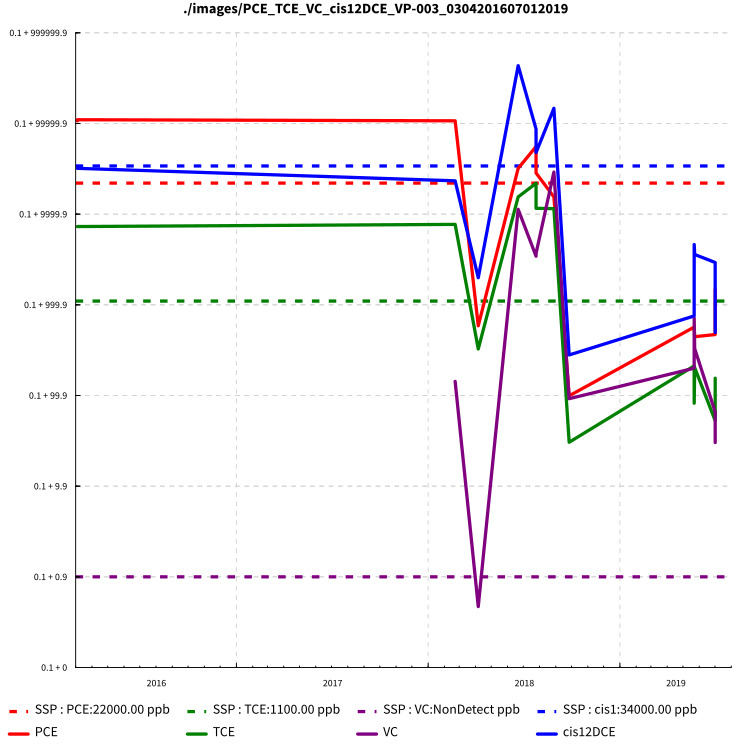 ./images/PCE_TCE_VC_cis12DCE_VP-003_0304201607012019
0.1 + 999999.9
0.1 + 99999.9
0.1 + 9999.9
0.1 + 999.9
0.1 + 99.9
0.1 + 9.9
0.1 + 0.9
0.1 + 0
2016 2017 2018 2019
SSP : PCE:22000.00 ppb SSP : TCE:1100.00 ppb SSP : VC:NonDetect ppb SSP : cis1:34000.00 ppb
PCE TCE VC cis12DCE